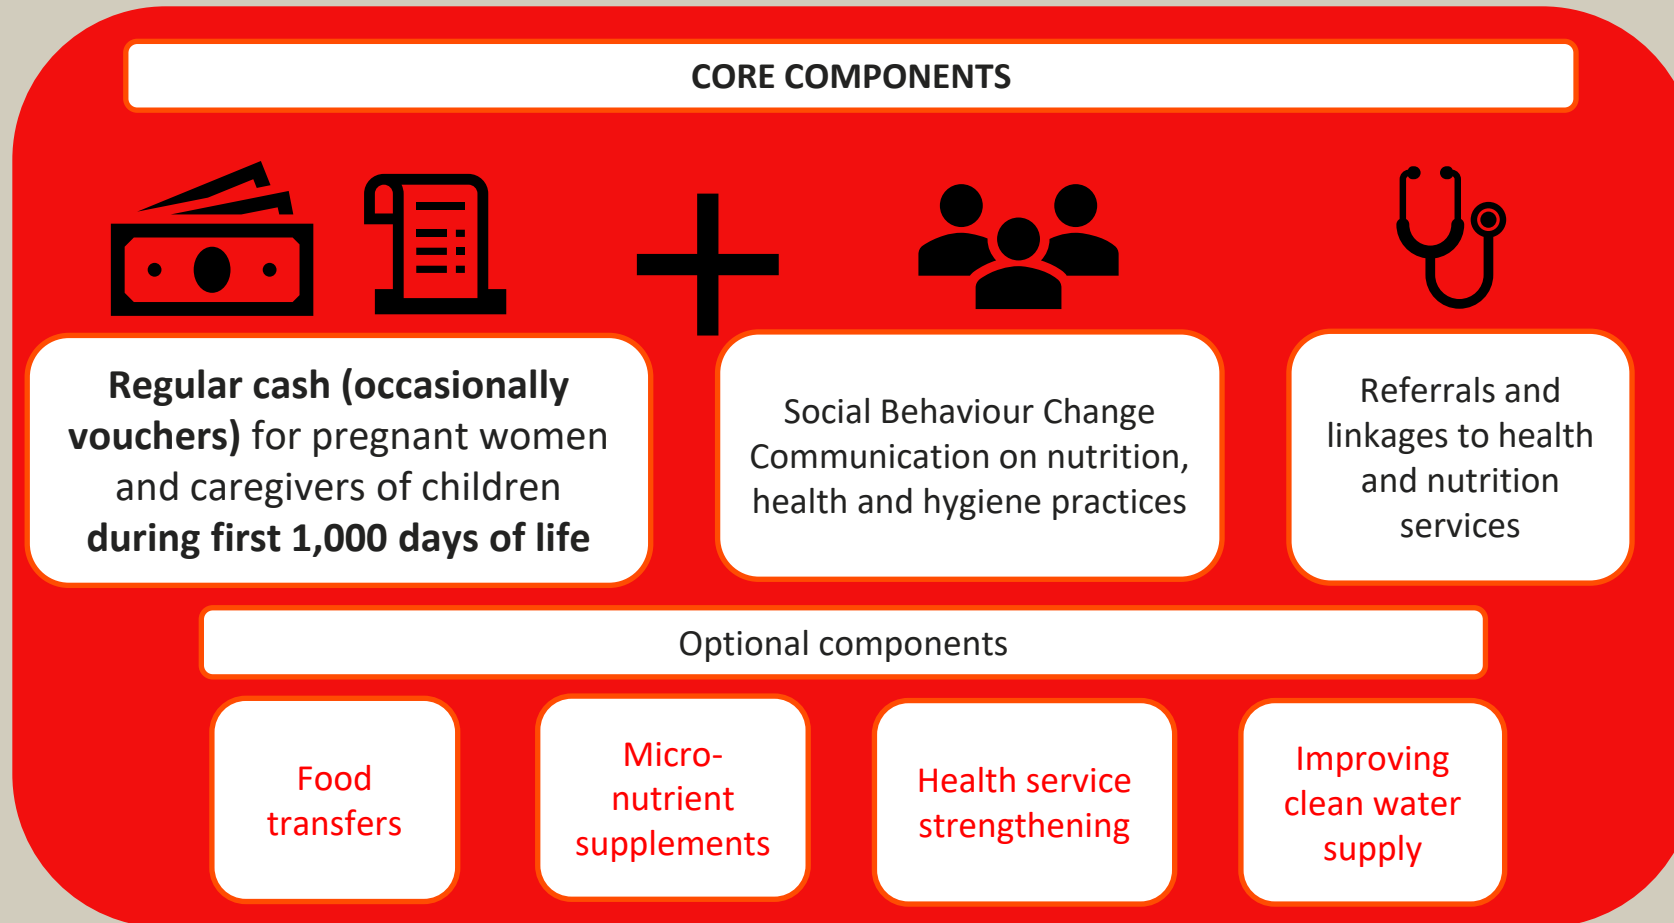 CORE COMPONENTS
Regular cash (occasionally
vouchers) for pregnant women
and caregivers of children
during first 1,000 days of life
Social Behaviour Change
Communication on nutrition,
health and hygiene practices
Referrals and
linkages to health
and nutrition
services
Optional components
Food
transfers
Micro-
nutrient
supplements
Health service
strengthening
Improving
clean water
supply